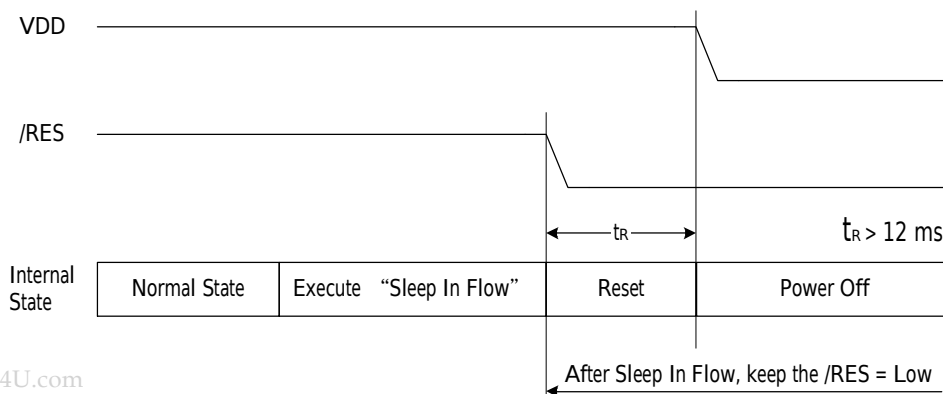 VDD
/RES
tR
tR > 12 ms
Internal
State
Normal State
Execute “Sleep In Flow”
Reset
Power Off
After Sleep In Flow, keep the /RES = Low
4U.com